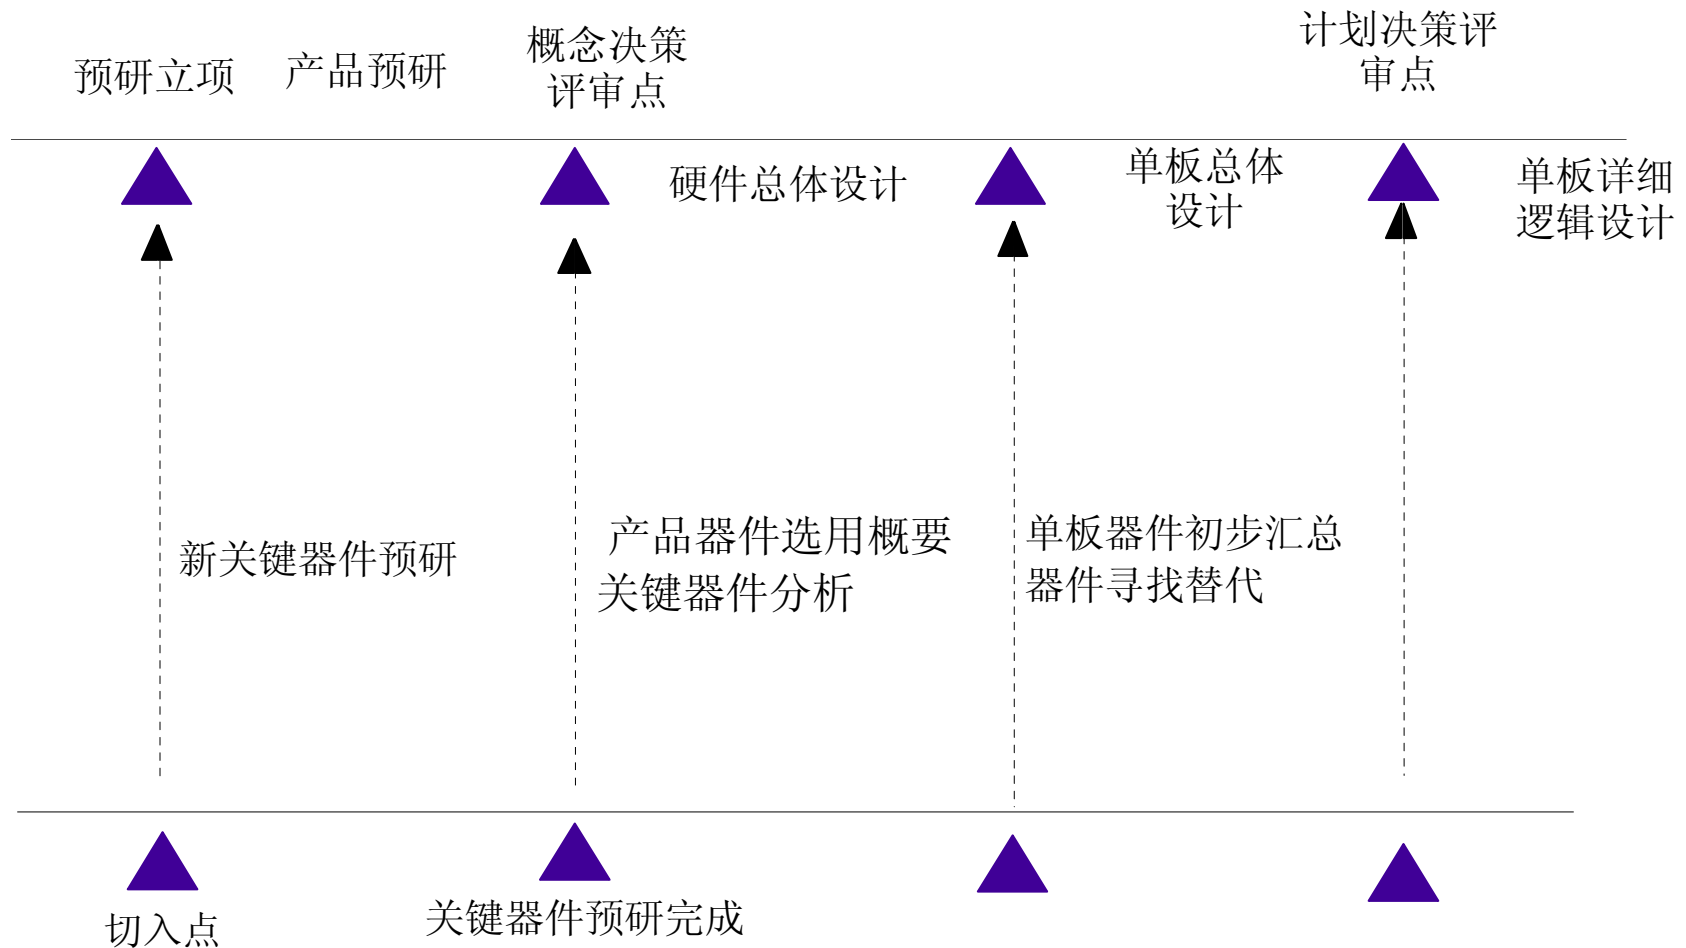 预研立项
产品预研
概念决策
评审点
计划决策评
审点
硬件总体设计
单板总体
设计
单板详细
逻辑设计
新关键器件预研
产品器件选用概要
关键器件分析
单板器件初步汇总
器件寻找替代
切入点
关键器件预研完成